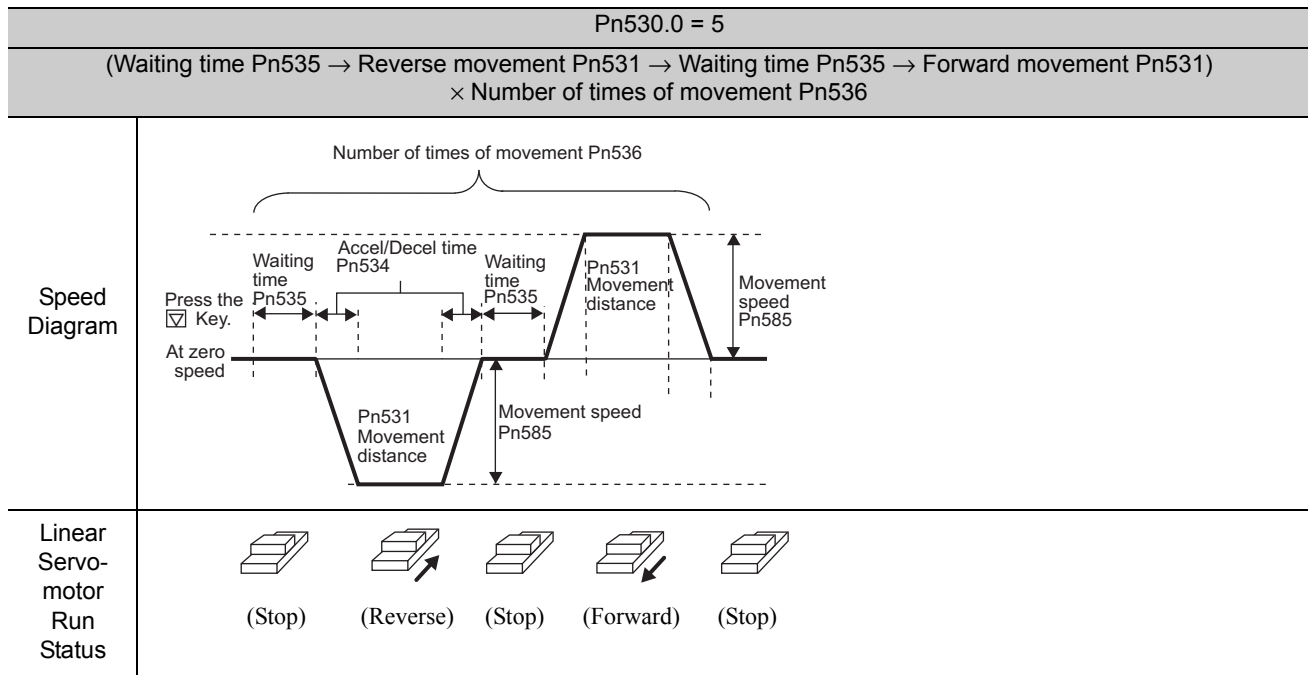 Pn530.0 = 5
(Waiting time Pn535 → Reverse movement Pn531 → Waiting time Pn535 → Forward movement Pn531)
× Number of times of movement Pn536
Speed
Diagram
Number of times of movement Pn536
Press the
▽ Key.
At zero
speed
Waiting
time
Pn535
Accel/Decel time
Pn534
Waiting
time
Pn535
Pn531
Movement
distance
Movement
speed
Pn585
Pn531
Movement
distance
Movement speed
Pn585
Linear
Servo-
motor
Run
Status
(Stop) (Reverse) (Stop) (Forward) (Stop)